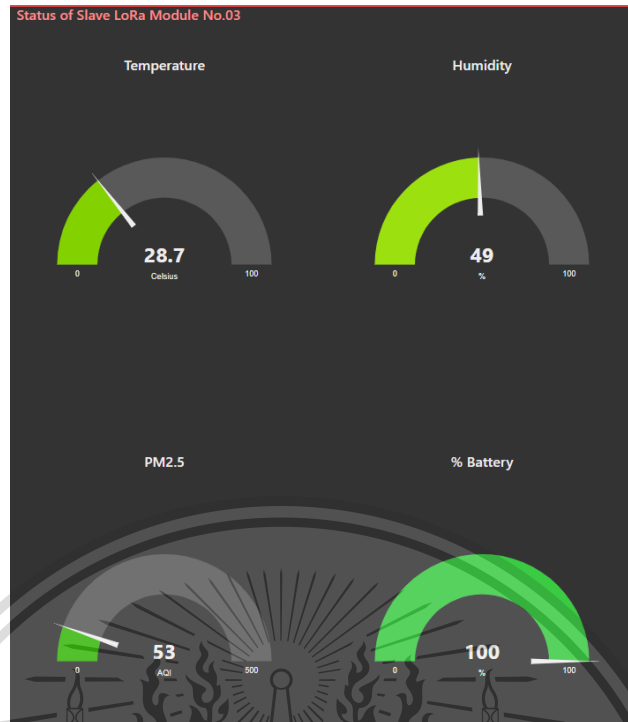 Status of Slave LoRa Module No.03
Temperature
Humidity
28.7
Celsius
0
100
49
%
0
100
PM2.5
% Battery
53
AQI
0
500
100
%
0
100